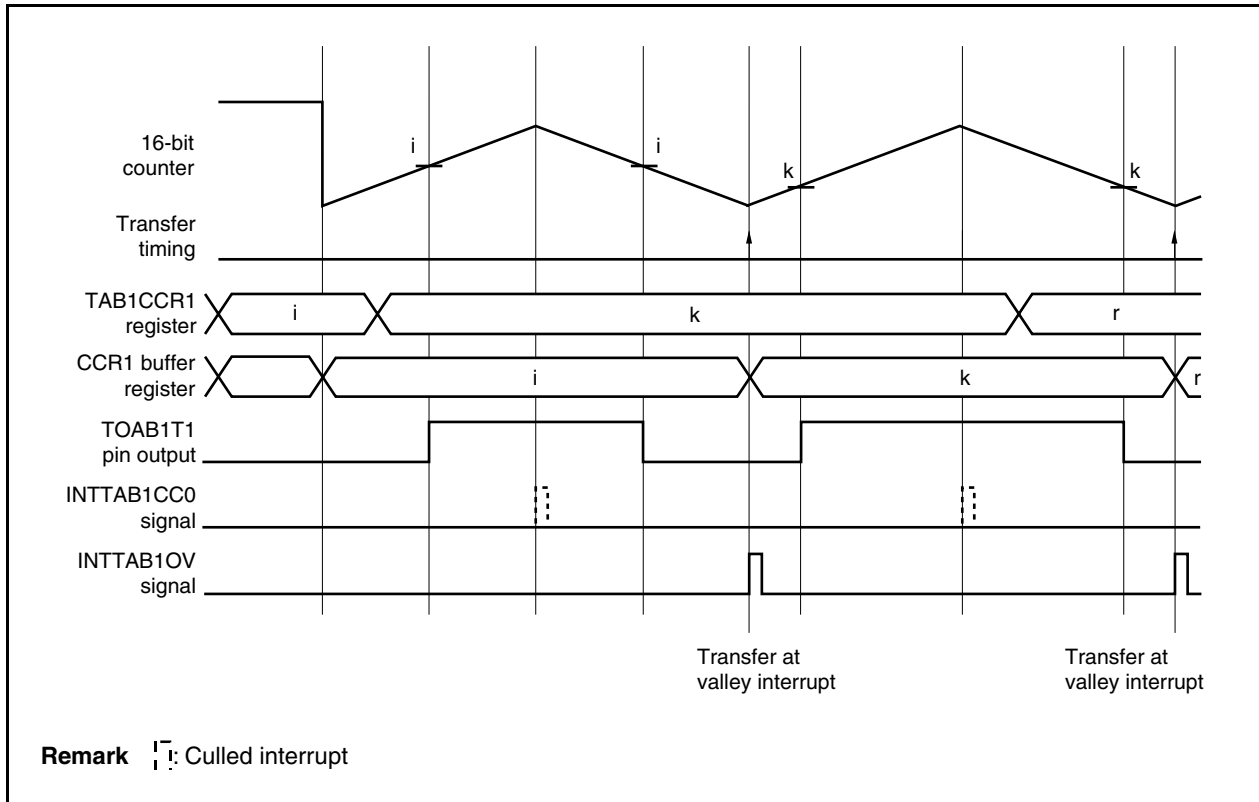 i
i
16-bit
counter
k
k
Transfer
timing
TAB1CCR1
register
i
k
r
CCR1 buffer
register
i
k
r
TOAB1T1
pin output
INTTAB1CC0
signal
INTTAB1OV
signal
Transfer at
valley interrupt
Transfer at
valley interrupt
Remark : Culled interrupt